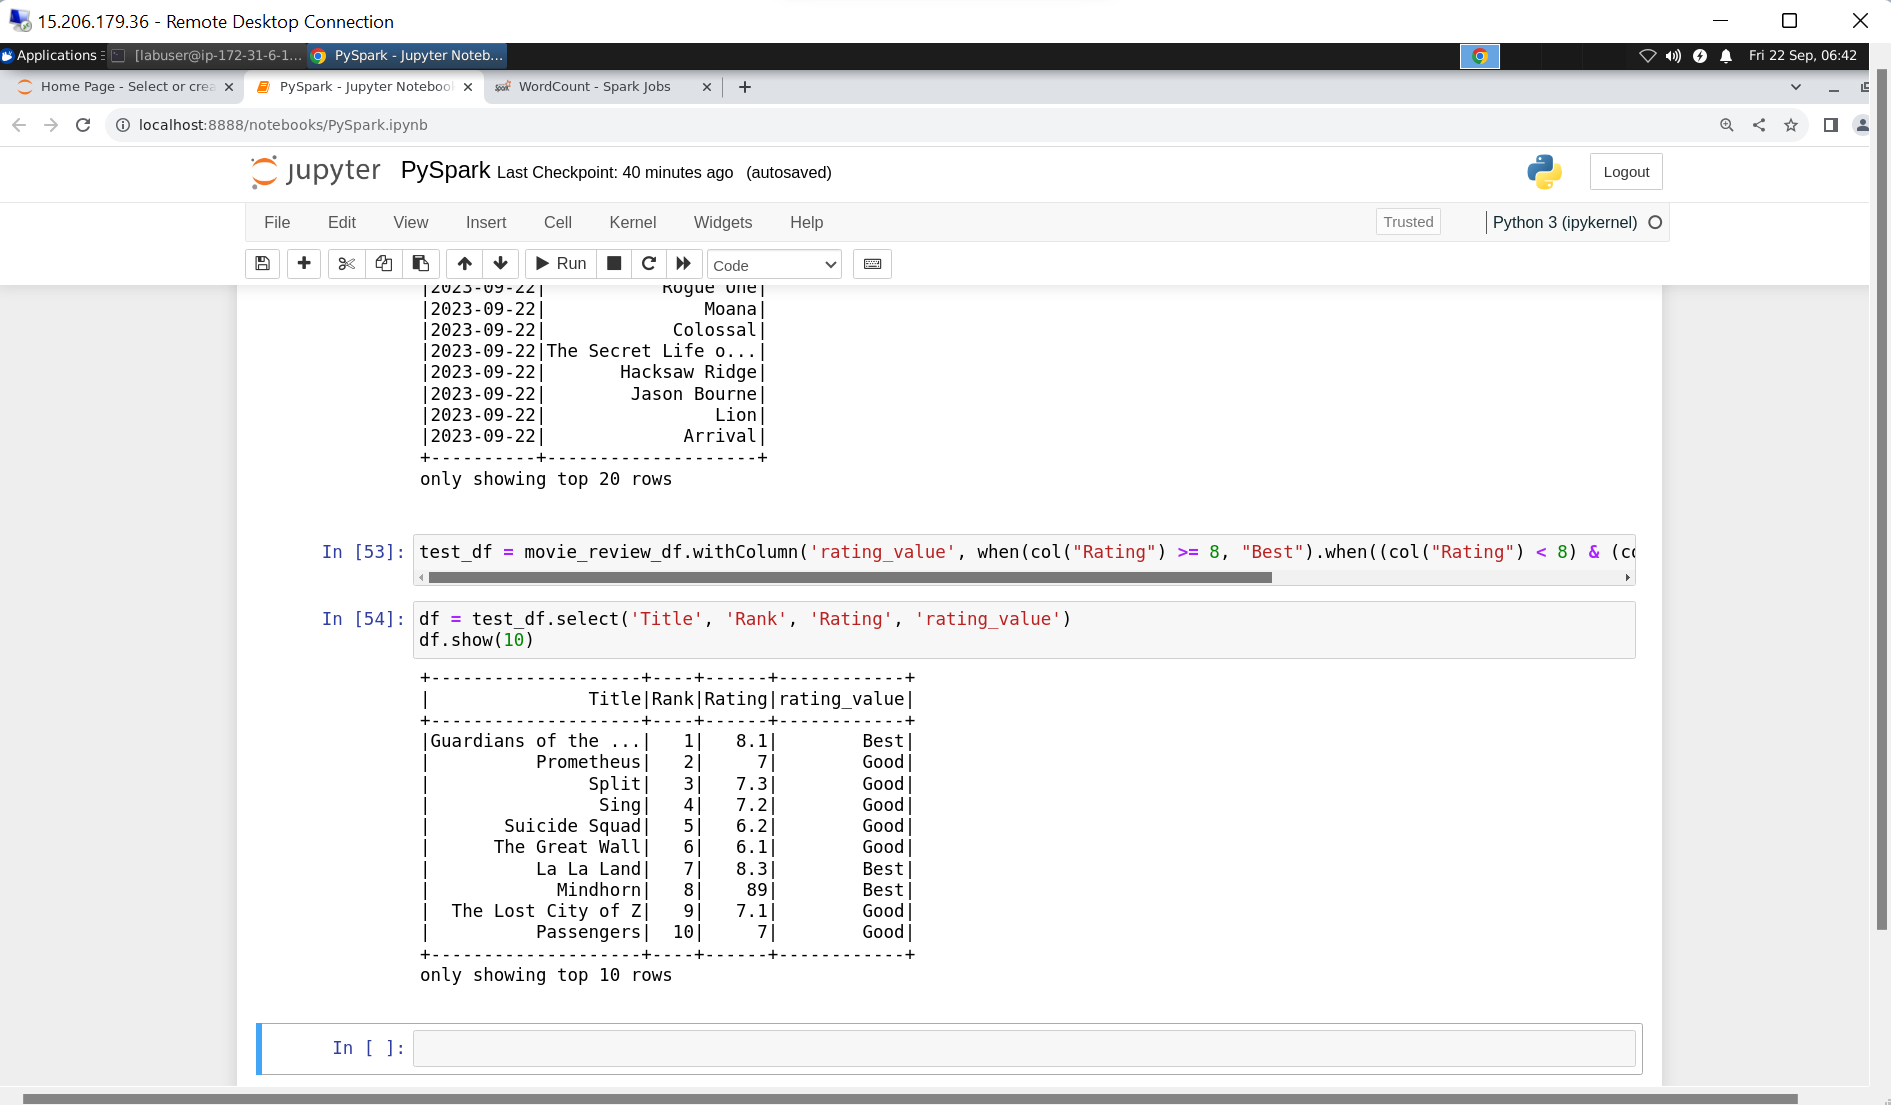 15.206.179.36 - Remote Desktop Connection
Applications [labuser@ip-172-31-6-1... PySpark - Jupyter Noteb... Fri 22 Sep, 06:42
Home Page - Select or crea PySpark - Jupyter Notebook WordCount - Spark Jobs
localhost:8888/notebooks/PySpark.ipynb
jupyter PySpark Last Checkpoint: 40 minutes ago (autosaved) Logout
File Edit View Insert Cell Kernel Widgets Help Trusted Python 3 (ipykernel)
Run Code
|2023-09-22| Rogue One|
|2023-09-22| Moana|
|2023-09-22| Colossal|
|2023-09-22|The Secret Life o...|
|2023-09-22| Hacksaw Ridge|
|2023-09-22| Jason Bourne|
|2023-09-22| Lion|
|2023-09-22| Arrival|
+----------+--------------------+
only showing top 20 rows
In [53]: test_df = movie_review_df.withColumn('rating_value', when(col("Rating") >= 8, "Best").when((col("Rating") < 8) & (co
In [54]: df = test_df.select('Title', 'Rank', 'Rating', 'rating_value')
df.show(10)
+--------------------+----+------+------------+
| Title|Rank|Rating|rating_value|
+--------------------+----+------+------------+
|Guardians of the ...| 1| 8.1| Best|
| Prometheus| 2| 7| Good|
| Split| 3| 7.3| Good|
| Sing| 4| 7.2| Good|
| Suicide Squad| 5| 6.2| Good|
| The Great Wall| 6| 6.1| Good|
| La La Land| 7| 8.3| Best|
| Mindhorn| 8| 89| Best|
| The Lost City of Z| 9| 7.1| Good|
| Passengers| 10| 7| Good|
+--------------------+----+------+------------+
only showing top 10 rows
In [ ]: